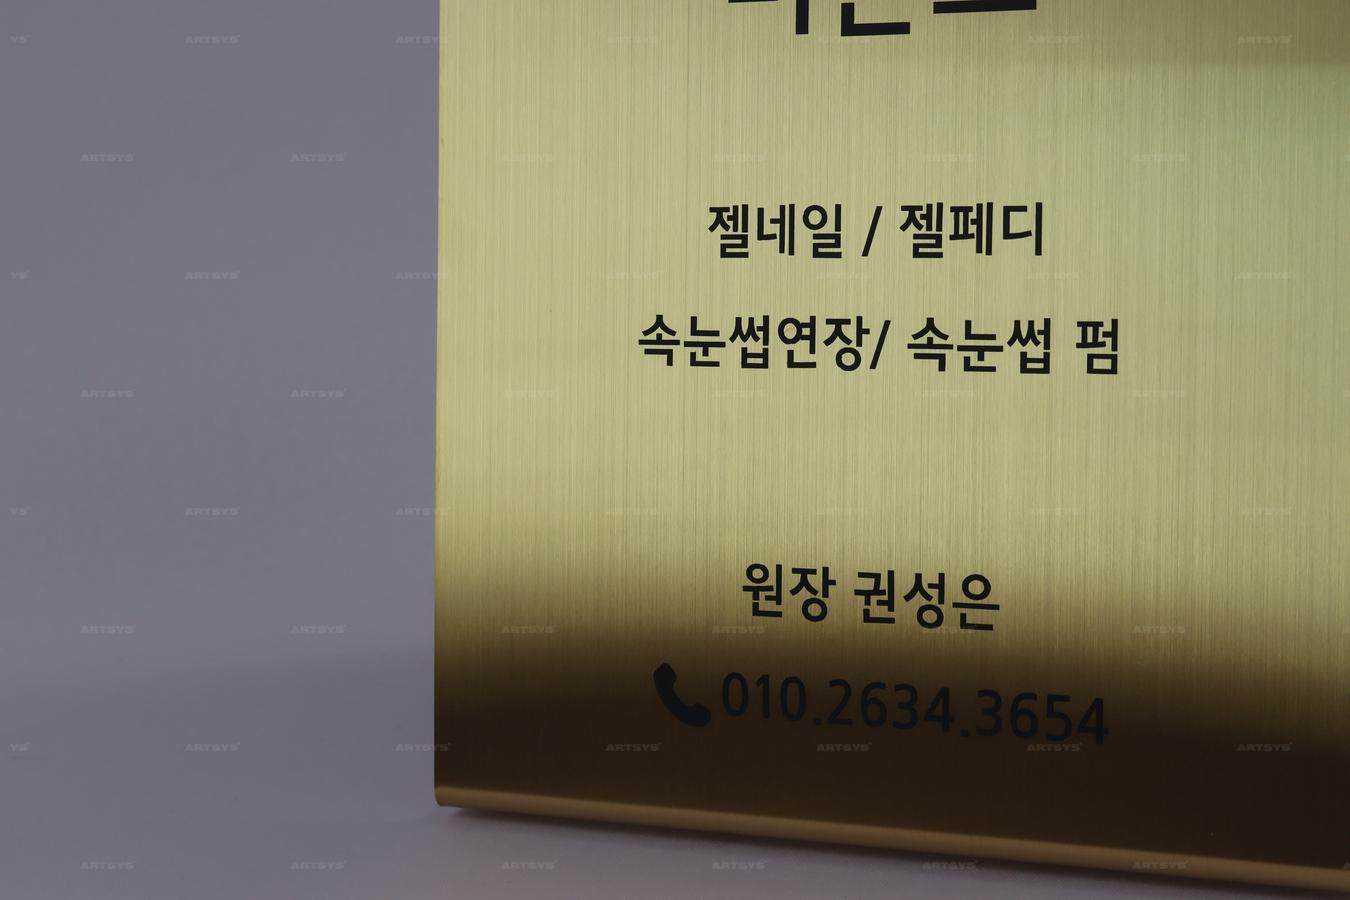 젤네일 / 젤페디
속눈썹연장/ 속눈썹 펌
원장 권성은
010.2634.3654
ARTSYS